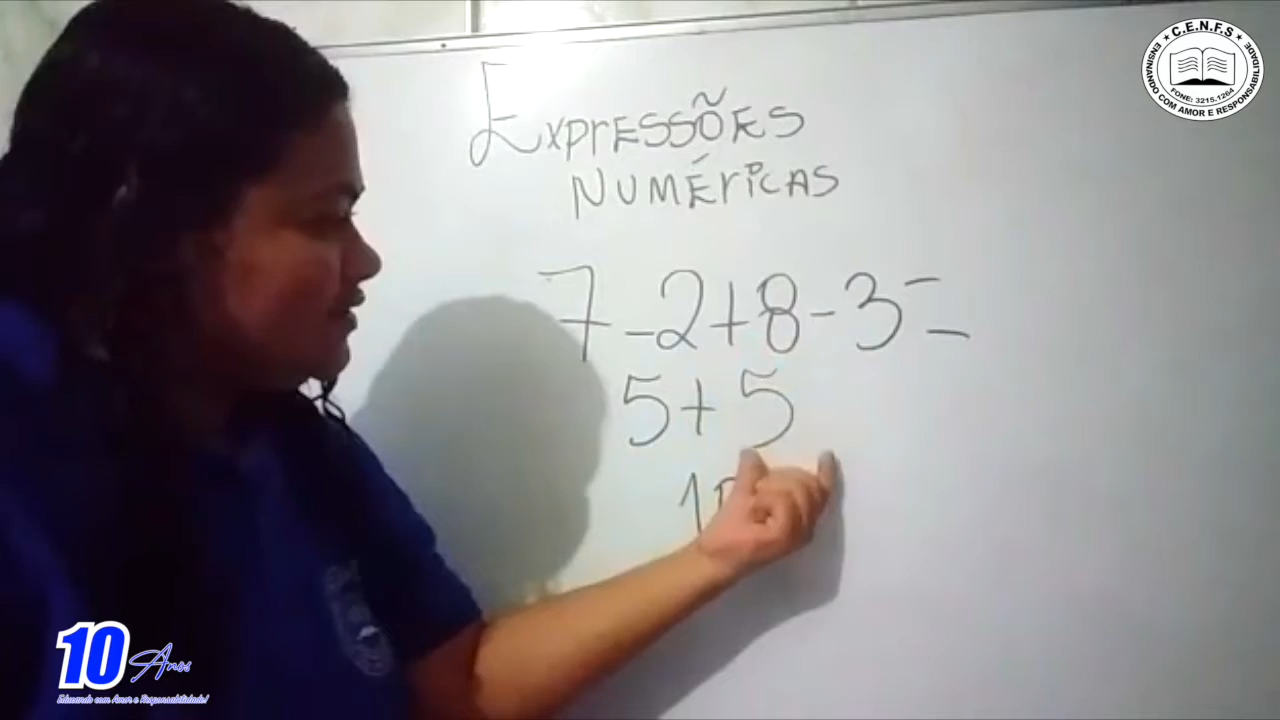 Expressões
Numéricas
7-2+8-3=
5+5
★ C.E.N.F.S ★
ENSINANDO COM AMOR E RESPONSABILIDADE
FONE: 3215.1264
10 Anos
Educando com Amor e Responsabilidade!